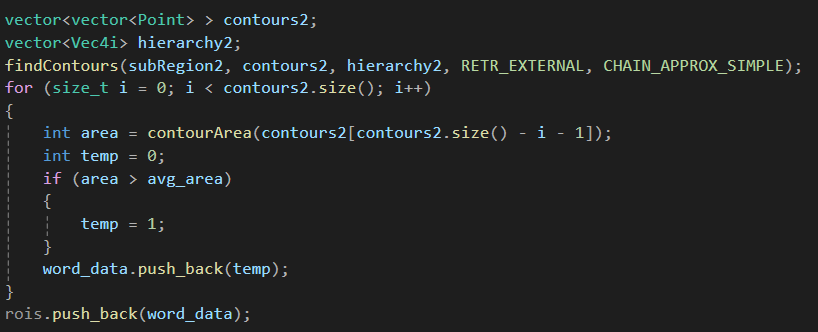 vector<vector<Point> > contours2;
vector<Vec4i> hierarchy2;
findContours(subRegion2, contours2, hierarchy2, RETR_EXTERNAL, CHAIN_APPROX_SIMPLE);
for (size_t i = 0; i < contours2.size(); i++)
{
    int area = contourArea(contours2[contours2.size() - i - 1]);
    int temp = 0;
    if (area > avg_area)
    {
        temp = 1;
    }
    word_data.push_back(temp);
}
rois.push_back(word_data);